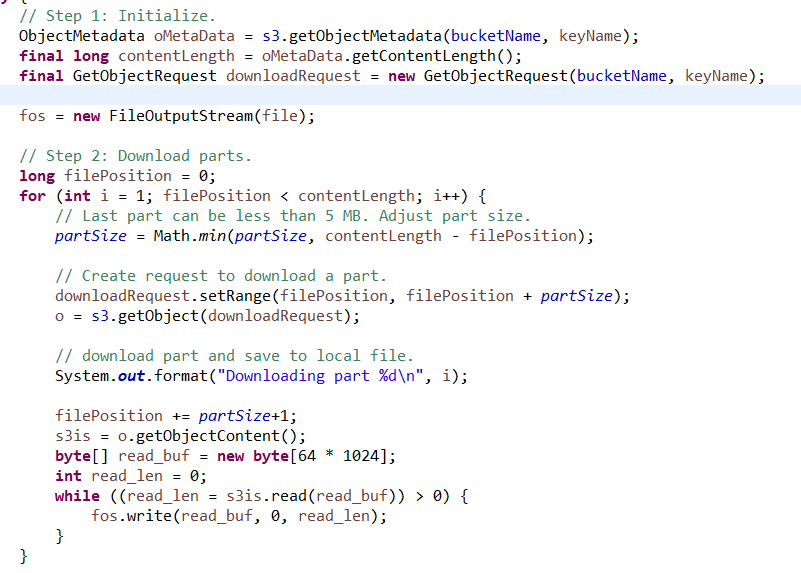 // Step 1: Initialize.
ObjectMetadata oMetaData = s3.getObjectMetadata(bucketName, keyName);
final long contentLength = oMetaData.getContentLength();
final GetObjectRequest downloadRequest = new GetObjectRequest(bucketName, keyName);
fos = new FileOutputStream(file);
// Step 2: Download parts.
long filePosition = 0;
for (int i = 1; filePosition < contentLength; i++) {
// Last part can be less than 5 MB. Adjust part size.
partSize = Math.min(partSize, contentLength - filePosition);
// Create request to download a part.
downloadRequest.setRange(filePosition, filePosition + partSize);
o = s3.getObject(downloadRequest);
// download part and save to local file.
System.out.format("Downloading part %d\n", i);
filePosition += partSize+1;
s3is = o.getObjectContent();
byte[] read_buf = new byte[64 * 1024];
int read_len = 0;
while ((read_len = s3is.read(read_buf)) > 0) {
fos.write(read_buf, 0, read_len);
}
}